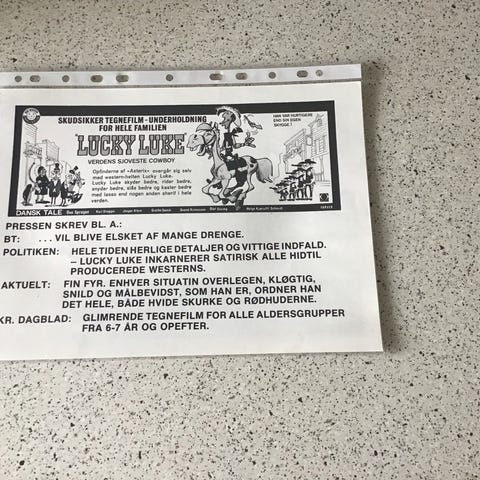 SKUDSIKKER TEGNEFILM - UNDERHOLDNING
FOR HELE FAMILIEN
LUCKY LUKE
VERDENS SJOVESTE COWBOY
HAN VAR HURTIGERE
END SIN EGEN
SKYGGE!
Opfinderne af »Asterix« overgår sig selv
med western-helten Lucky Luke.
Lucky Luke skyder bedre, rider bedre,
snyder bedre, slås bedre og kaster bedre
med lasso end nogen anden sherif i hele
verden.
DANSK TALE
PRESSEN SKREV BL. A.:
BT: ...VIL BLIVE ELSKET AF MANGE DRENGE.
POLITIKEN: HELE TIDEN HERLIGE DETALJER OG VITTIGE INDFALD.
– LUCKY LUKE INKARNERER SATIRISK ALLE HIDTIL
PRODUCEREDE WESTERNS.
AKTUELT: FIN FYR. ENHVER SITUATIN OVERLEGEN, KLØGTIG,
SNILD OG MÅLBEVIDST, SOM HAN ER, ORDNER HAN
DET HELE, BÅDE HVIDE SKURKE OG RØDHUDERNE.
KR. DAGBLAD: GLIMRENDE TEGNEFILM FOR ALLE ALDERSGRUPPER
FRA 6-7 ÅR OG OPEFTER.